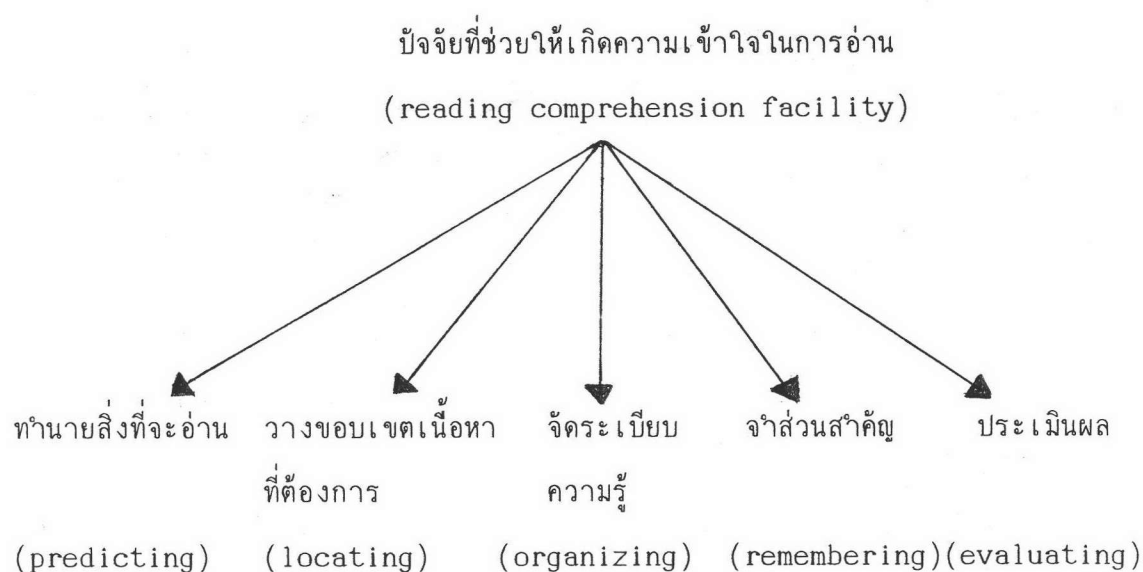 ปัจจัยที่ช่วยให้เกิดความเข้าใจในการอ่าน
(reading comprehension facility)
ทำนายสิ่งที่จะอ่าน วางขอบเขตเนื้อหา จัดระเบียบ จำส่วนสำคัญ ประเมินผล
ที่ต้องการ ความรู้
(predicting) (locating) (organizing) (remembering) (evaluating)